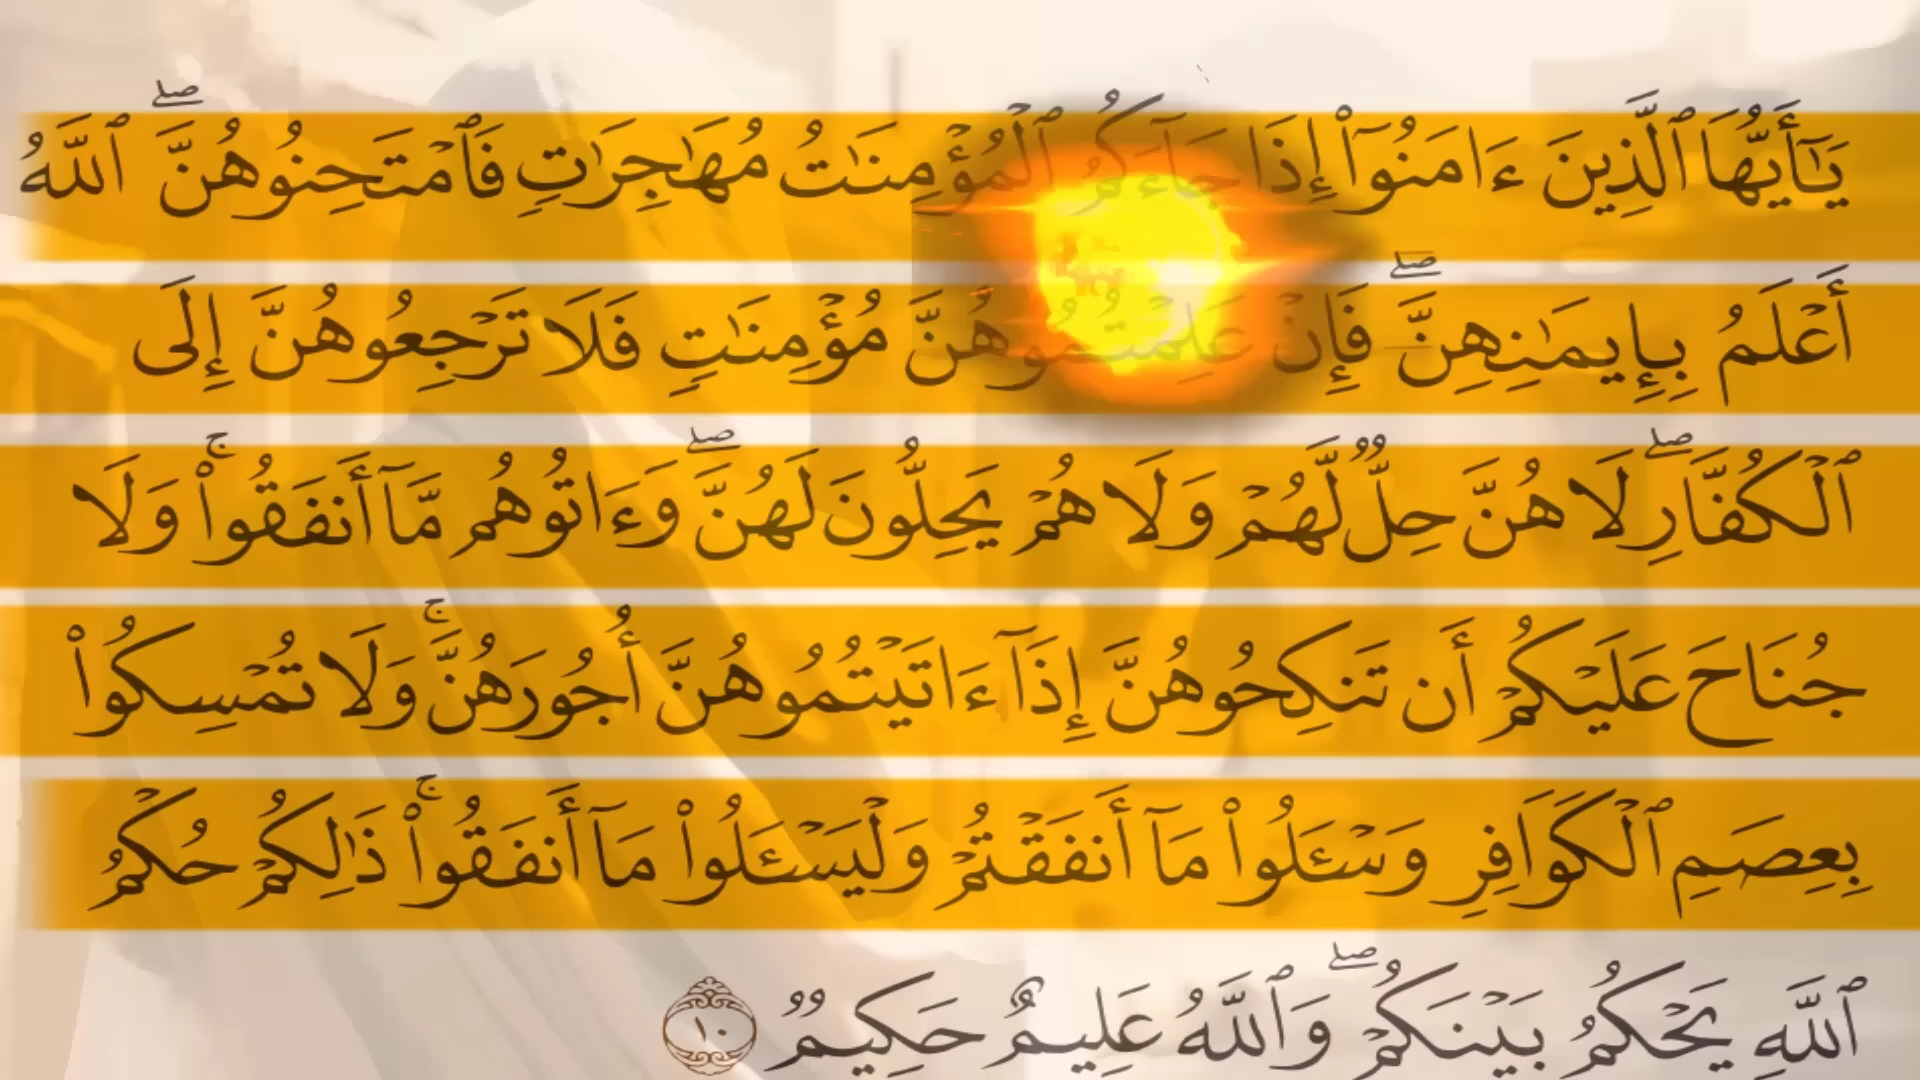 يَـٰٓأَيُّهَا ٱلَّذِينَ ءَامَنُوٓا۟ إِذَا جَآءَكُمُ ٱلْمُؤْمِنَـٰتُ مُهَـٰجِرَٰتٍ فَٱمْتَحِنُوهُنَّ ۖ ٱللَّهُ
أَعْلَمُ بِإِيمَـٰنِهِنَّ ۖ فَإِنْ عَلِمْتُمُوهُنَّ مُؤْمِنَـٰتٍ فَلَا تَرْجِعُوهُنَّ إِلَى
ٱلْكُفَّارِ ۖ لَا هُنَّ حِلٌّ لَّهُمْ وَلَا هُمْ يَحِلُّونَ لَهُنَّ ۖ وَءَاتُوهُم مَّآ أَنفَقُوا۟ ۚ وَلَا
جُنَاحَ عَلَيْكُمْ أَن تَنكِحُوهُنَّ إِذَآ ءَاتَيْتُمُوهُنَّ أُجُورَهُنَّ ۚ وَلَا تُمْسِكُوا۟
بِعِصَمِ ٱلْكَوَافِرِ وَسْـَٔلُوا۟ مَآ أَنفَقْتُمْ وَلْيَسْـَٔلُوا۟ مَآ أَنفَقُوا۟ ۚ ذَٰلِكُمْ حُكْمُ
ٱللَّهِ يَحْكُمُ بَيْنَكُمْ ۖ وَٱللَّهُ عَلِيمٌ حَكِيمٌ ١٠